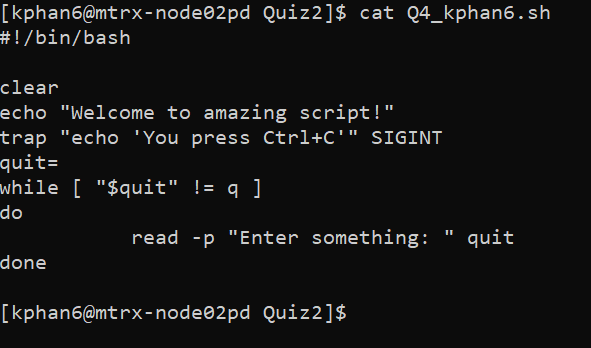 [kphan6@mtrx-node02pd Quiz2]$ cat Q4_kphan6.sh
#!/bin/bash

clear
echo "Welcome to amazing script!"
trap "echo 'You press Ctrl+C'" SIGINT
quit=
while [ "$quit" != q ]
do
          read -p "Enter something: " quit
done

[kphan6@mtrx-node02pd Quiz2]$